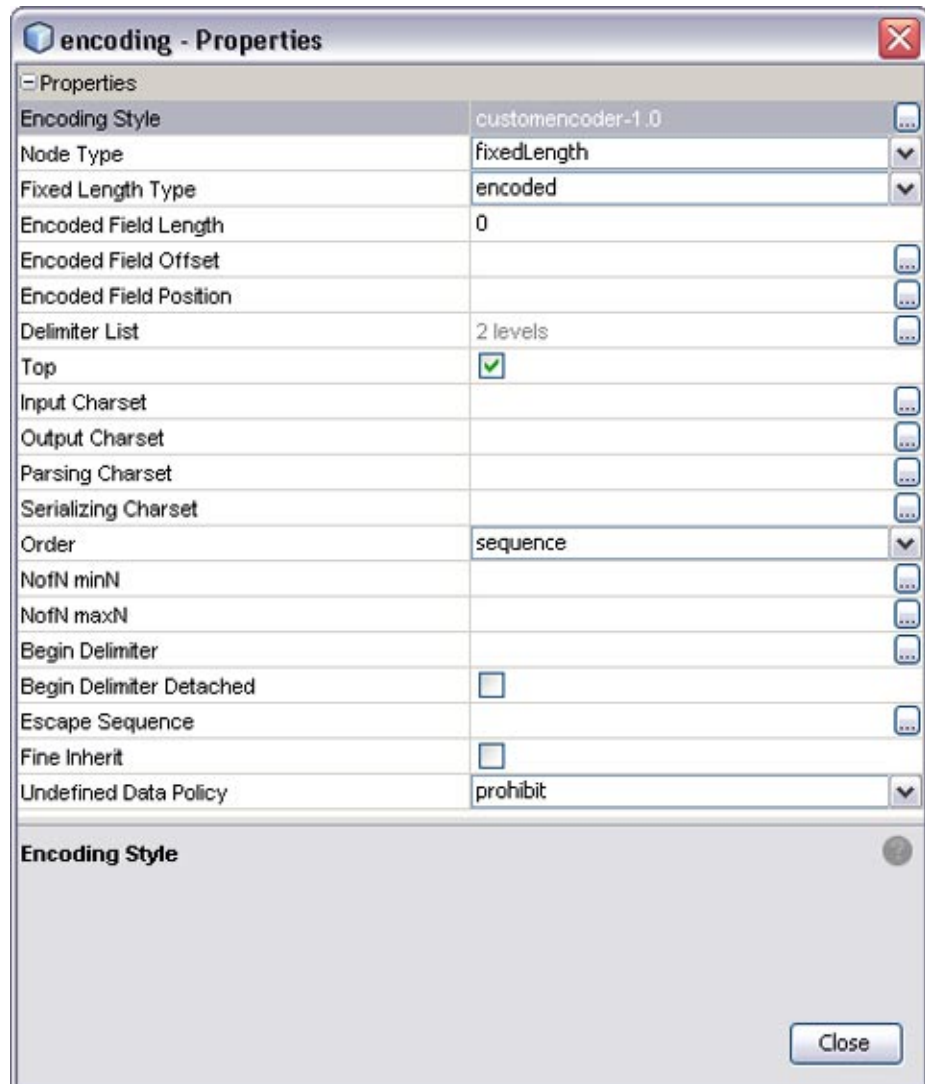 encoding - Properties
Properties
Encoding Style customencoder-1.0 ...
Node Type fixedLength
Fixed Length Type encoded
Encoded Field Length 0
Encoded Field Offset ...
Encoded Field Position ...
Delimiter List 2 levels ...
Top
Input Charset ...
Output Charset ...
Parsing Charset ...
Serializing Charset ...
Order sequence
NofN minN ...
NofN maxN ...
Begin Delimiter ...
Begin Delimiter Detached
Escape Sequence ...
Fine Inherit
Undefined Data Policy prohibit
Encoding Style ?
Close